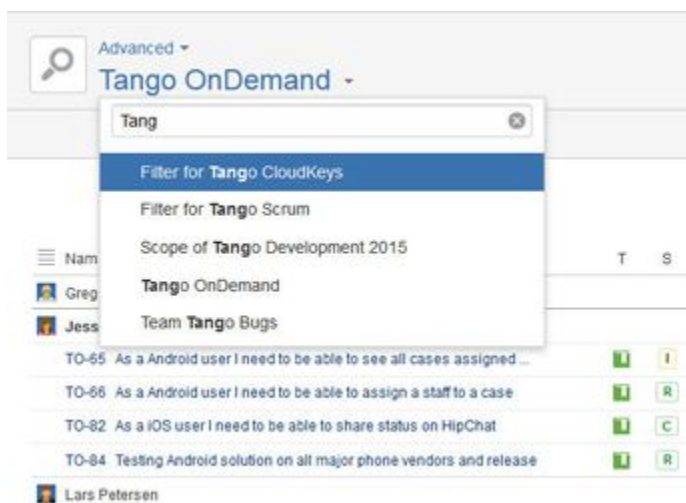 Advanced
Tango OnDemand
Tang
Filter for Tango CloudKeys
Filter for Tango Scrum
Scope of Tango Development 2015
Tango OnDemand
Team Tango Bugs
Nam T S
Greg
Jess
TO-65 As a Android user I need to be able to see all cases assigned ... I
TO-66 As a Android user I need to be able to assign a staff to a case R
TO-82 As a iOS user I need to be able to share status on HipChat C
TO-84 Testing Android solution on all major phone vendors and release R
Lars Petersen